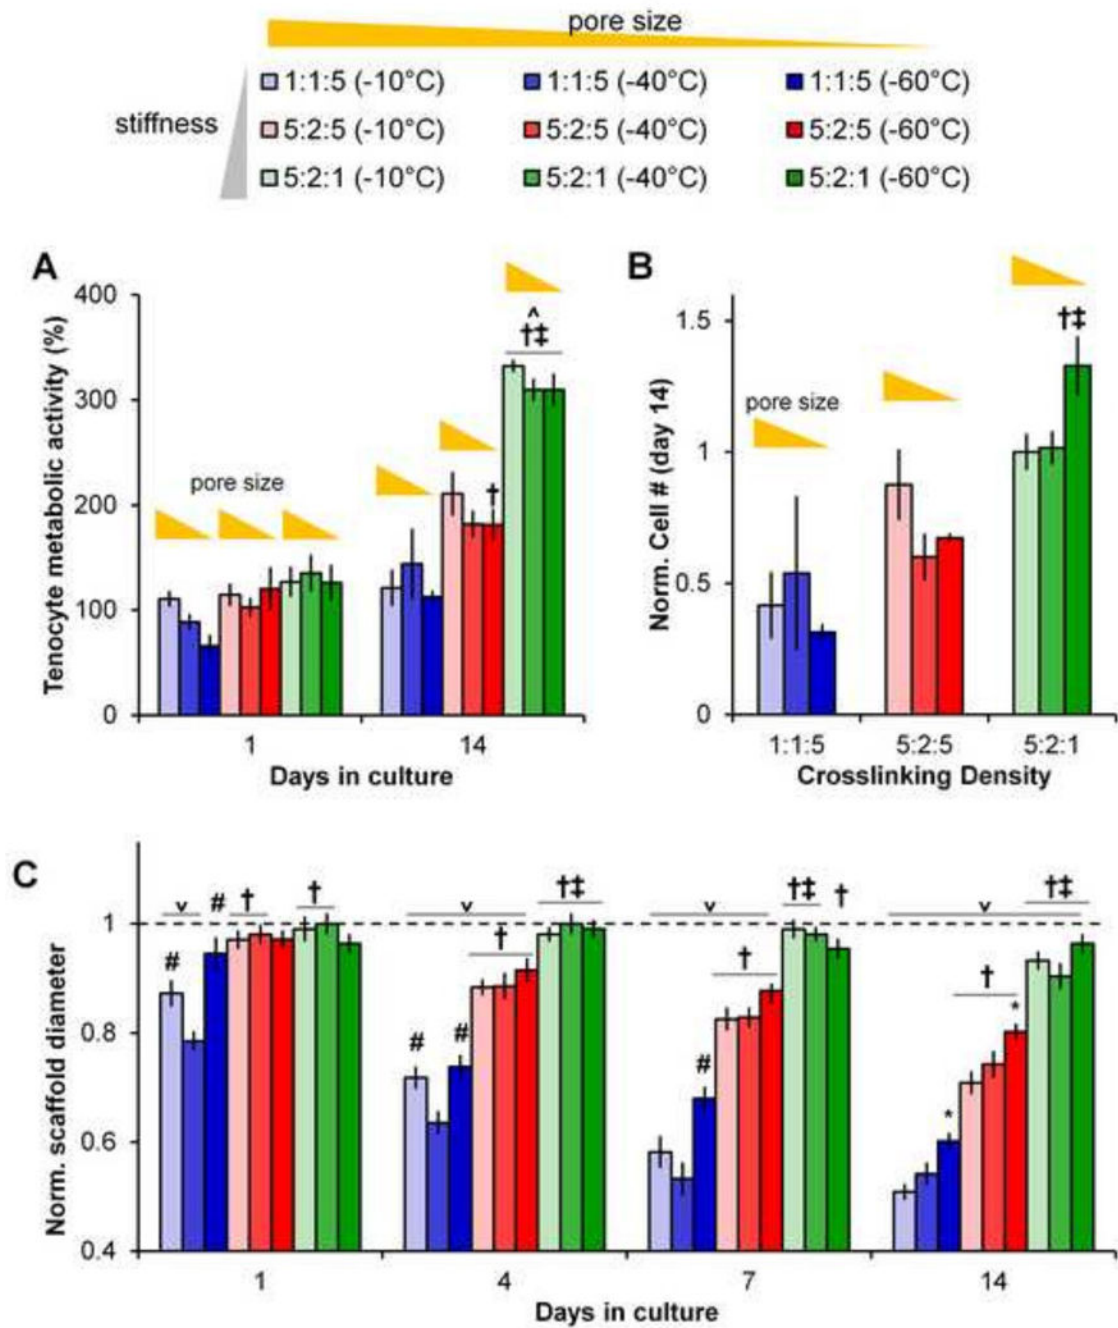 pore size
stiffness
1:1:5 (-10°C) 1:1:5 (-40°C) 1:1:5 (-60°C)
5:2:5 (-10°C) 5:2:5 (-40°C) 5:2:5 (-60°C)
5:2:1 (-10°C) 5:2:1 (-40°C) 5:2:1 (-60°C)
A
Tenocyte metabolic activity (%)
400
300
200
100
0
pore size
†
^
†‡
1 14
Days in culture
B
Norm. Cell # (day 14)
1.5
1
0.5
0
pore size
†‡
1:1:5 5:2:5 5:2:1
Crosslinking Density
C
Norm. scaffold diameter
1
0.8
0.6
0.4
# v # † †
# # v † †‡
v # † †‡ †
v * † * †‡
1 4 7 14
Days in culture